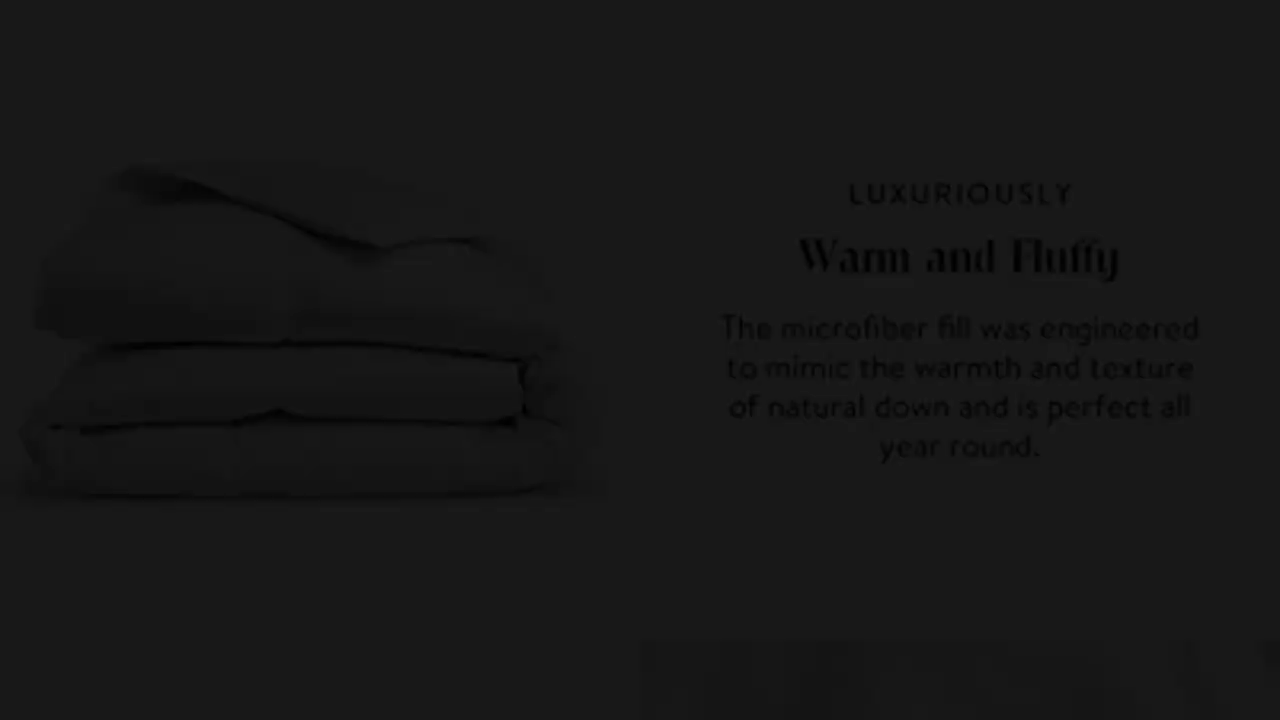 LUXURIOUSLY
Warm and Fluffy
The microfiber fill was engineered
to mimic the warmth and texture
of natural down and is perfect all
year round.